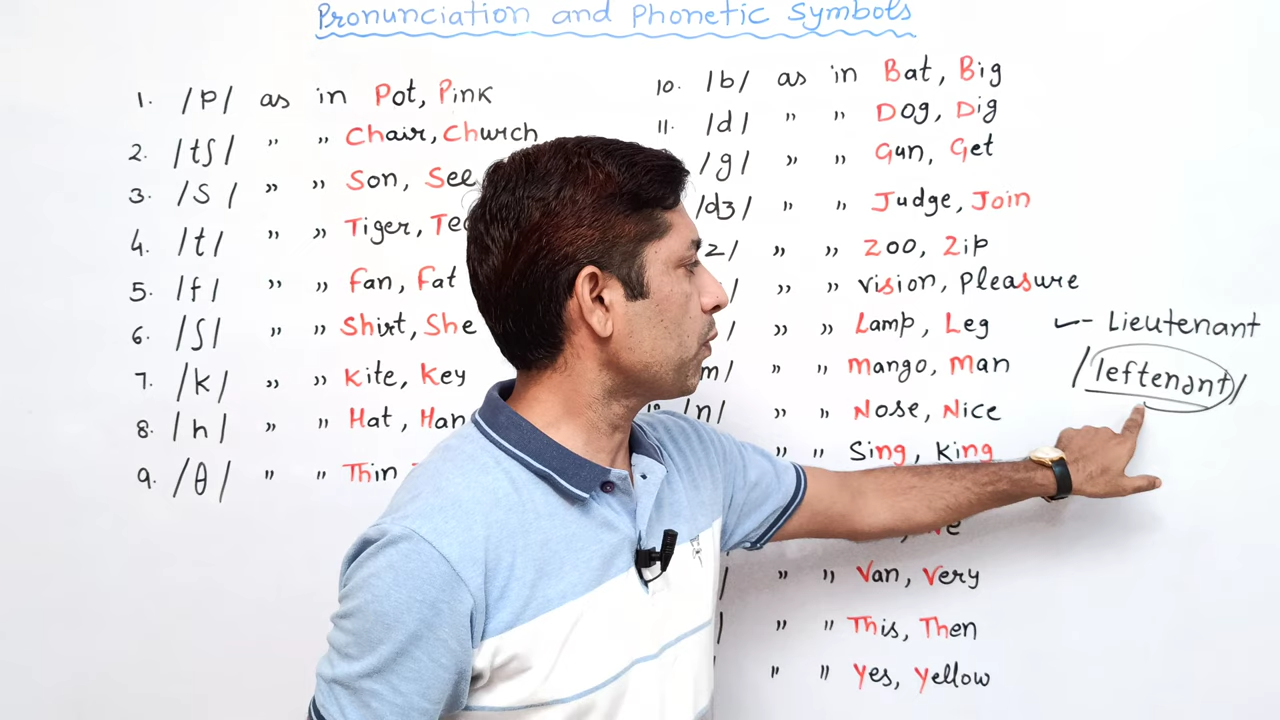 Pronunciation and Phonetic Symbols
1. /p/ as in Pot, Pink
2. /tʃ/ " " Chair, Church
3. /s/ " " Son, See
4. /t/ " " Tiger,
5. /f/ " " Fan, Fat
6. /ʃ/ " " Shirt, She
7. /k/ " " Kite, Key
8. /h/ " " Hat,
9. /θ/ " " Thin
10. /b/ as in Bat, Big
11. /d/ " " Dog, Dig
/g/ " " Gun, Get
/dʒ/ " " Judge, Join
z/ " " Zoo, Zip
/ " " vision, Pleasure
/ " " Lamp, Leg
m/ " " Mango, Man
/n/ " " Nose, Nice
" " Sing, King
/ " " Van, Very
/ " " This, Then
" " Yes, Yellow
- Lieutenant
/leftenant/